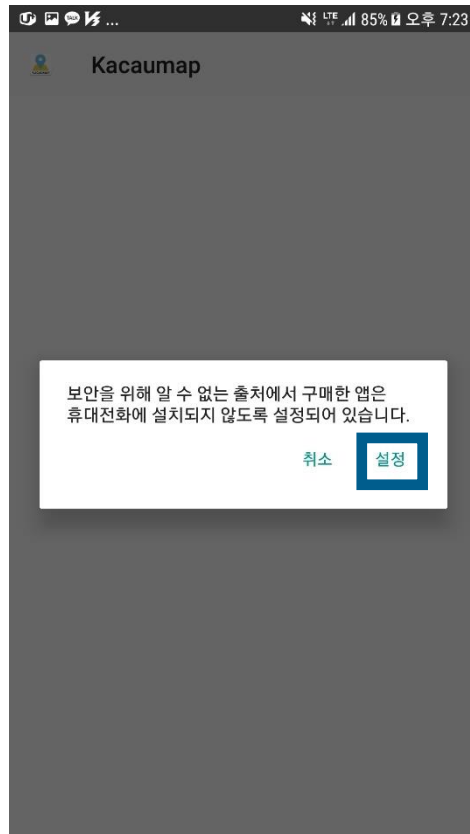 ... LTE 85% 오후 7:23
Kacaumap
보안을 위해 알 수 없는 출처에서 구매한 앱은
휴대전화에 설치되지 않도록 설정되어 있습니다.
취소 설정